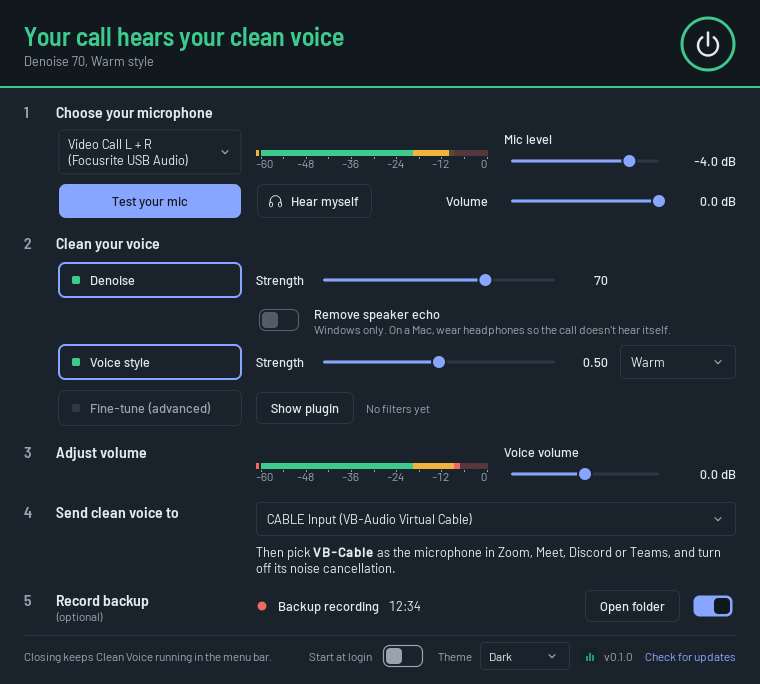 Your call hears your clean voice
Denoise 70, Warm style
1 Choose your microphone
Video Call L + R
(Focusrite USB Audio)
-60 -48 -36 -24 -12 0
Mic level
-4.0 dB
Test your mic
Hear myself
Volume
0.0 dB
2 Clean your voice
Denoise
Strength
70
Remove speaker echo
Windows only. On a Mac, wear headphones so the call doesn't hear itself.
Voice style
Strength
0.50
Warm
Fine-tune (advanced)
Show plugin
No filters yet
3 Adjust volume
-60 -48 -36 -24 -12 0
Voice volume
0.0 dB
4 Send clean voice to
CABLE Input (VB-Audio Virtual Cable)
Then pick VB-Cable as the microphone in Zoom, Meet, Discord or Teams, and turn
off its noise cancellation.
5 Record backup
(optional)
Backup recording 12:34
Open folder
Closing keeps Clean Voice running in the menu bar.
Start at login
Theme
Dark
v0.1.0
Check for updates